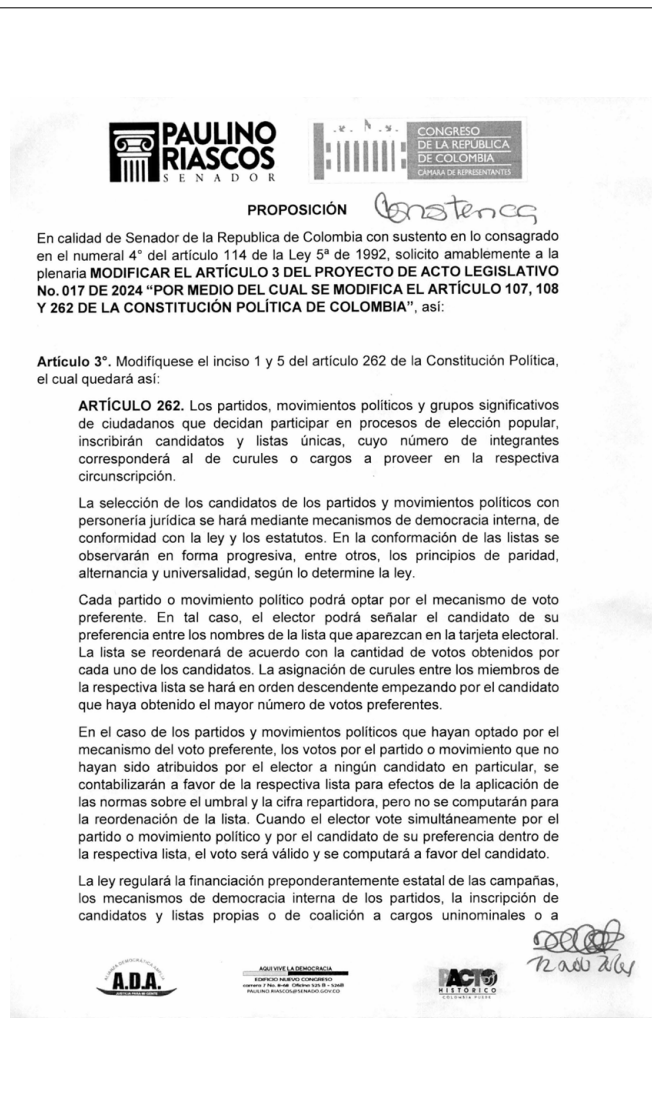 PAULINO
RIASCOS
SENADOR
CONGRESO
DE LA REPÚBLICA
DE COLOMBIA
CÁMARA DE REPRESENTANTES
PROPOSICIÓN
Constencia
En calidad de Senador de la Republica de Colombia con sustento en lo consagrado
en el numeral 4° del artículo 114 de la Ley 5ª de 1992, solicito amablemente a la
plenaria MODIFICAR EL ARTÍCULO 3 DEL PROYECTO DE ACTO LEGISLATIVO
No. 017 DE 2024 “POR MEDIO DEL CUAL SE MODIFICA EL ARTÍCULO 107, 108
Y 262 DE LA CONSTITUCIÓN POLÍTICA DE COLOMBIA”, así:
Artículo 3°. Modifíquese el inciso 1 y 5 del artículo 262 de la Constitución Política,
el cual quedará así:
ARTÍCULO 262. Los partidos, movimientos políticos y grupos significativos
de ciudadanos que decidan participar en procesos de elección popular,
inscribirán candidatos y listas únicas, cuyo número de integrantes
corresponderá al de curules o cargos a proveer en la respectiva
circunscripción.
La selección de los candidatos de los partidos y movimientos políticos con
personería jurídica se hará mediante mecanismos de democracia interna, de
conformidad con la ley y los estatutos. En la conformación de las listas se
observarán en forma progresiva, entre otros, los principios de paridad,
alternancia y universalidad, según lo determine la ley.
Cada partido o movimiento político podrá optar por el mecanismo de voto
preferente. En tal caso, el elector podrá señalar el candidato de su
preferencia entre los nombres de la lista que aparezcan en la tarjeta electoral.
La lista se reordenará de acuerdo con la cantidad de votos obtenidos por
cada uno de los candidatos. La asignación de curules entre los miembros de
la respectiva lista se hará en orden descendente empezando por el candidato
que haya obtenido el mayor número de votos preferentes.
En el caso de los partidos y movimientos políticos que hayan optado por el
mecanismo del voto preferente, los votos por el partido o movimiento que no
hayan sido atribuidos por el elector a ningún candidato en particular, se
contabilizarán a favor de la respectiva lista para efectos de la aplicación de
las normas sobre el umbral y la cifra repartidora, pero no se computarán para
la reordenación de la lista. Cuando el elector vote simultáneamente por el
partido o movimiento político y por el candidato de su preferencia dentro de
la respectiva lista, el voto será válido y se computará a favor del candidato.
La ley regulará la financiación preponderantemente estatal de las campañas,
los mecanismos de democracia interna de los partidos, la inscripción de
candidatos y listas propias o de coalición a cargos uninominales o a
A.D.A.
AQUI VIVE LA DEMOCRACIA
EDIFICIO NUEVO CONGRESO
carrera 7 No. 8-68 Oficina 525 B - 526B
PAULINO.RIASCOS@SENADO.GOV.CO
PACTO
HISTÓRICO
COLOMBIA PUEDE